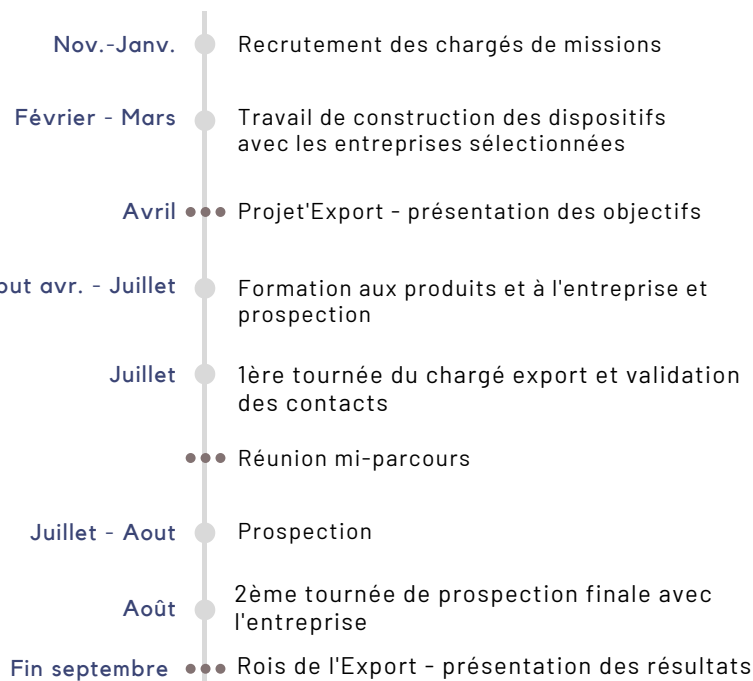 Nov.-Janv.
Recrutement des chargés de missions
Février - Mars
Travail de construction des dispositifs
avec les entreprises sélectionnées
Avril
Projet'Export - présentation des objectifs
avr. - Juillet
Formation aux produits et à l'entreprise et
prospection
Juillet
1ère tournée du chargé export et validation
des contacts
Réunion mi-parcours
Juillet - Aout
Prospection
Août
2ème tournée de prospection finale avec
l'entreprise
Fin septembre
Rois de l'Export - présentation des résultats